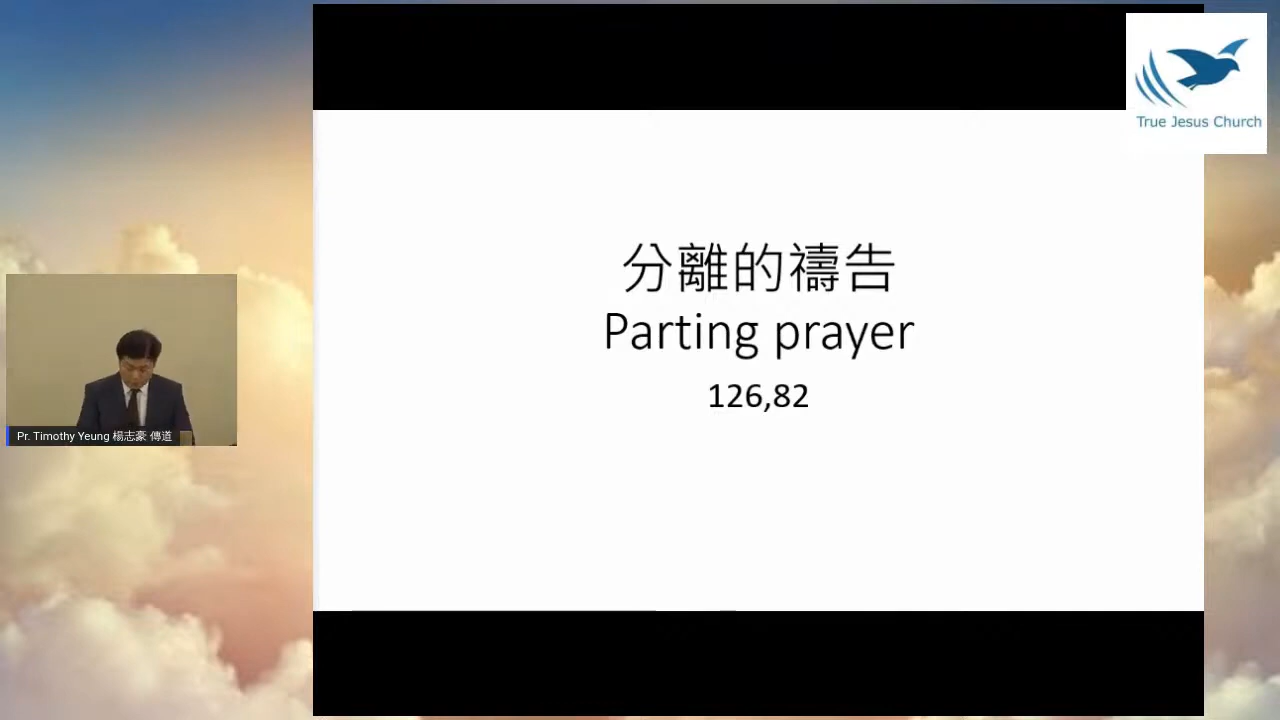 True Jesus Church
分離的禱告
Parting prayer
126,82
Pr. Timothy Yeung 楊志豪 傳道